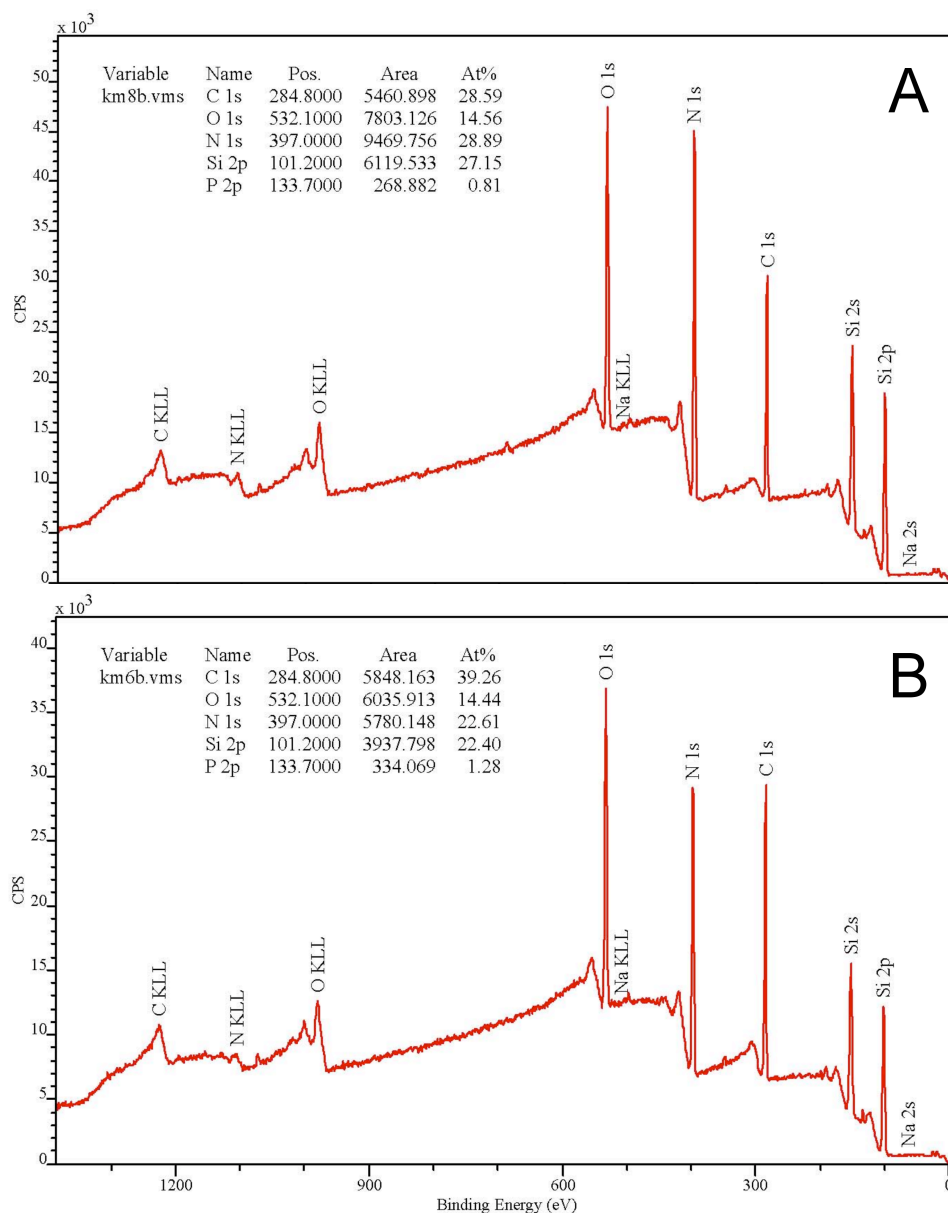 x 10³
A
Variable Name Pos. Area At%
km8b.vms C 1s 284.8000 5460.898 28.59
O 1s 532.1000 7803.126 14.56
N 1s 397.0000 9469.756 28.89
Si 2p 101.2000 6119.533 27.15
P 2p 133.7000 268.882 0.81
50
45
40
35
30
25
20
15
10
5
0
CPS
C KLL
N KLL
O KLL
O 1s
Na KLL
N 1s
C 1s
Si 2s
Si 2p
Na 2s
x 10³
B
Variable Name Pos. Area At%
km6b.vms C 1s 284.8000 5848.163 39.26
O 1s 532.1000 6035.913 14.44
N 1s 397.0000 5780.148 22.61
Si 2p 101.2000 3937.798 22.40
P 2p 133.7000 334.069 1.28
40
35
30
25
20
15
10
5
0
CPS
C KLL
N KLL
O KLL
O 1s
Na KLL
N 1s
C 1s
Si 2s
Si 2p
Na 2s
1200 900 600 300 0
Binding Energy (eV)